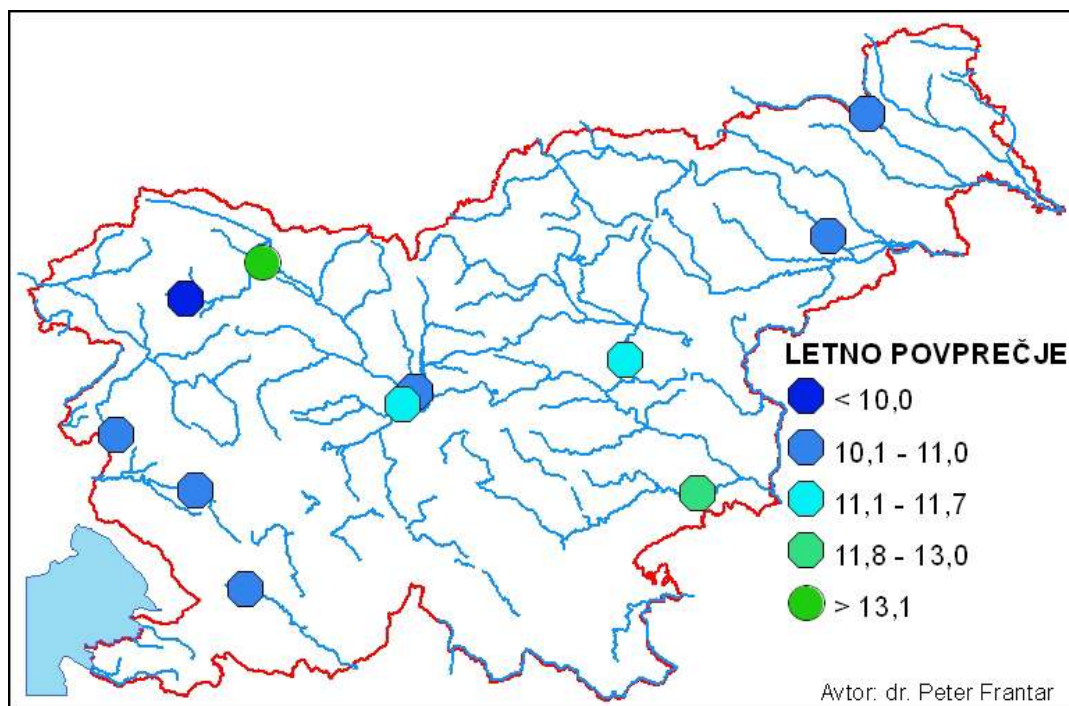 LETNO POVPREČJE
< 10,0
10,1 - 11,0
11,1 - 11,7
11,8 - 13,0
> 13,1
Avtor: dr. Peter Frantar